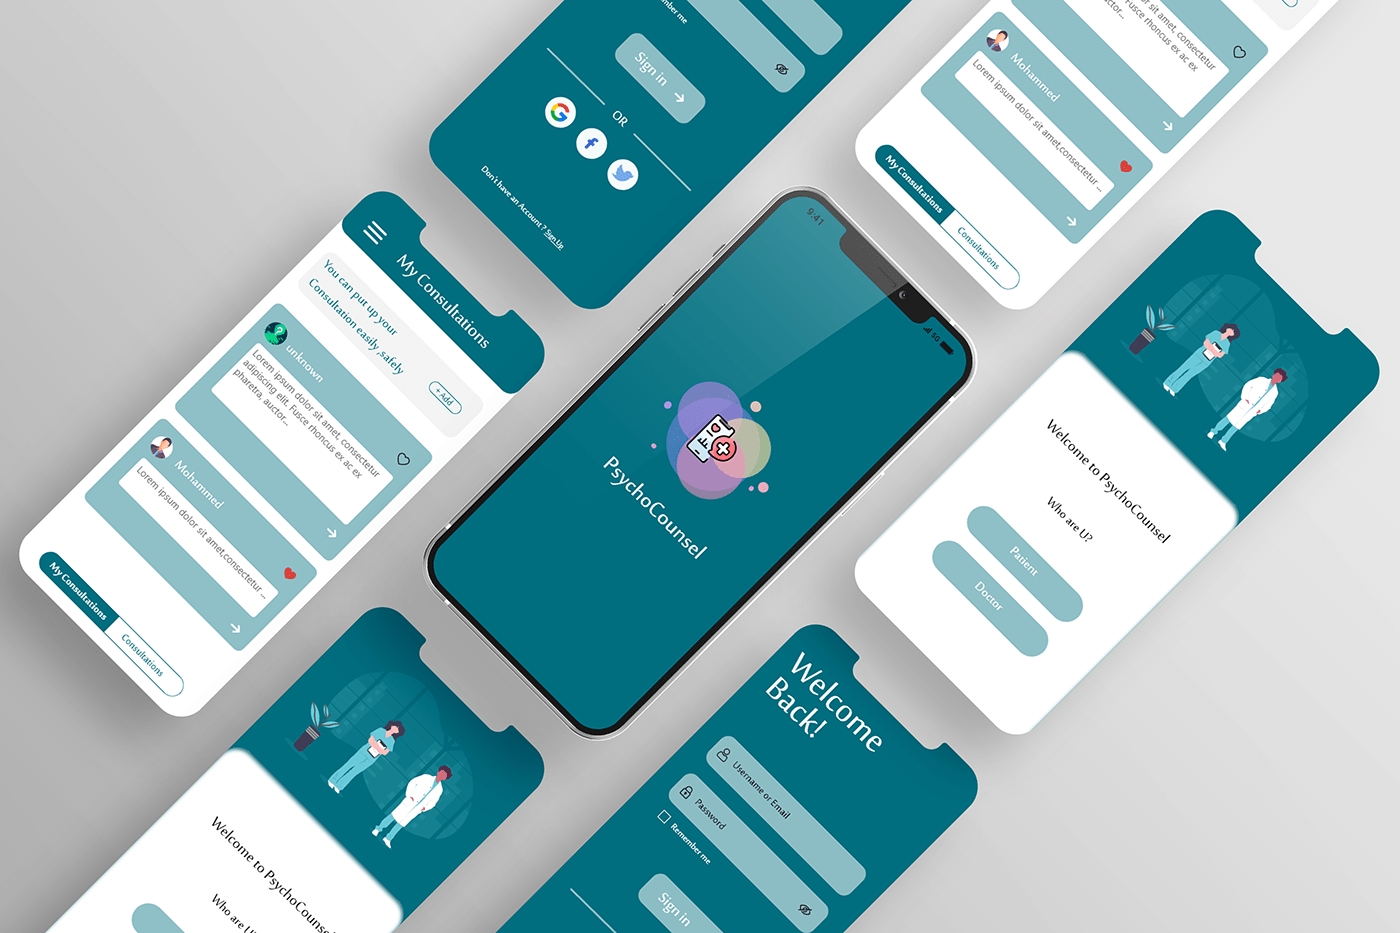 ember me
Sign in
OR
Don't have an Account ? Sign Up
sit amet, consectetur
Fusce rhoncus ex ac ex
auctor...
Mohammed
Lorem ipsum dolor sit amet,consectetur ...
My Consultations
Consultations
My Consultations
You can put up your
Consultation easily ,safely
+ Add
unknown
Lorem ipsum dolor sit amet, consectetur
adipiscing elit. Fusce rhoncus ex ac ex
pharetra, auctor...
Mohammed
Lorem ipsum dolor sit amet,consectetur ...
My Consultations
Consultations
9:41
5G
PsychoCounsel
Welcome to PsychoCounsel
Who are U?
Patient
Doctor
Welcome to PsychoCounsel
Who are U?
Welcome
Back!
Username or Email
Password
Remember me
Sign in